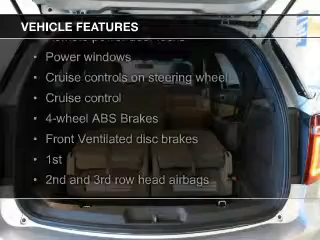 VEHICLE FEATURES
• Power windows
• Cruise controls on steering wheel
• Cruise control
• 4-wheel ABS Brakes
• Front Ventilated disc brakes
• 1st
• 2nd and 3rd row head airbags